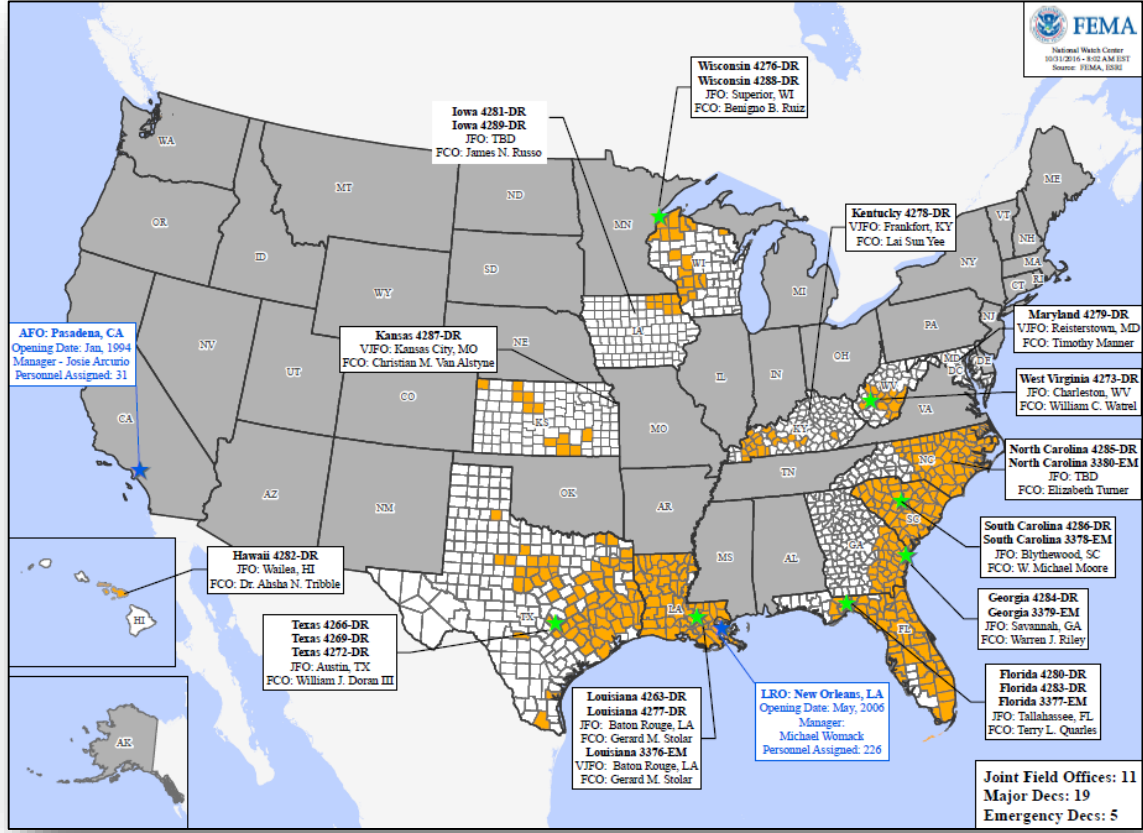 FEMA
National Watch Center
10/31/2016 - 8:02 AM EST
Source: FEMA, ESRI
Wisconsin 4276-DR
Wisconsin 4288-DR
JFO: Superior, WI
FCO: Benigno B. Ruiz
Iowa 4281-DR
Iowa 4289-DR
JFO: TBD
FCO: James N. Russo
Kentucky 4278-DR
VJFO: Frankfort, KY
FCO: Lai Sun Yee
Maryland 4279-DR
VJFO: Reisterstown, MD
FCO: Timothy Manner
AFO: Pasadena, CA
Opening Date: Jan, 1994
Manager - Josie Arcurio
Personnel Assigned: 31
Kansas 4287-DR
VJFO: Kansas City, MO
FCO: Christian M. Van Alstyne
West Virginia 4273-DR
JFO: Charleston, WV
FCO: William C. Watrel
North Carolina 4285-DR
North Carolina 3380-EM
JFO: TBD
FCO: Elizabeth Turner
South Carolina 4286-DR
South Carolina 3378-EM
JFO: Blythewood, SC
FCO: W. Michael Moore
Hawaii 4282-DR
JFO: Wailea, HI
FCO: Dr. Ahsha N. Tribble
Georgia 4284-DR
Georgia 3379-EM
JFO: Savannah, GA
FCO: Warren J. Riley
Texas 4266-DR
Texas 4269-DR
Texas 4272-DR
JFO: Austin, TX
FCO: William J. Doran III
Louisiana 4263-DR
Louisiana 4277-DR
JFO: Baton Rouge, LA
FCO: Gerard M. Stolar
Louisiana 3376-EM
VJFO: Baton Rouge, LA
FCO: Gerard M. Stolar
LRO: New Orleans, LA
Opening Date: May, 2006
Manager:
Michael Womack
Personnel Assigned: 226
Florida 4280-DR
Florida 4283-DR
Florida 3377-EM
JFO: Tallahassee, FL
FCO: Terry L. Quarles
Joint Field Offices: 11
Major Decs: 19
Emergency Decs: 5
WA
MT
ND
MN
ME
OR
ID
SD
WI
VT
NH
NY
MA
CT
RI
WY
MI
IA
PA
NJ
NV
NE
OH
MD
DE
DC
UT
IL
IN
WV
CA
CO
KS
MO
KY
VA
TN
NC
AZ
NM
OK
AR
SC
MS
AL
GA
HI
TX
LA
FL
AK